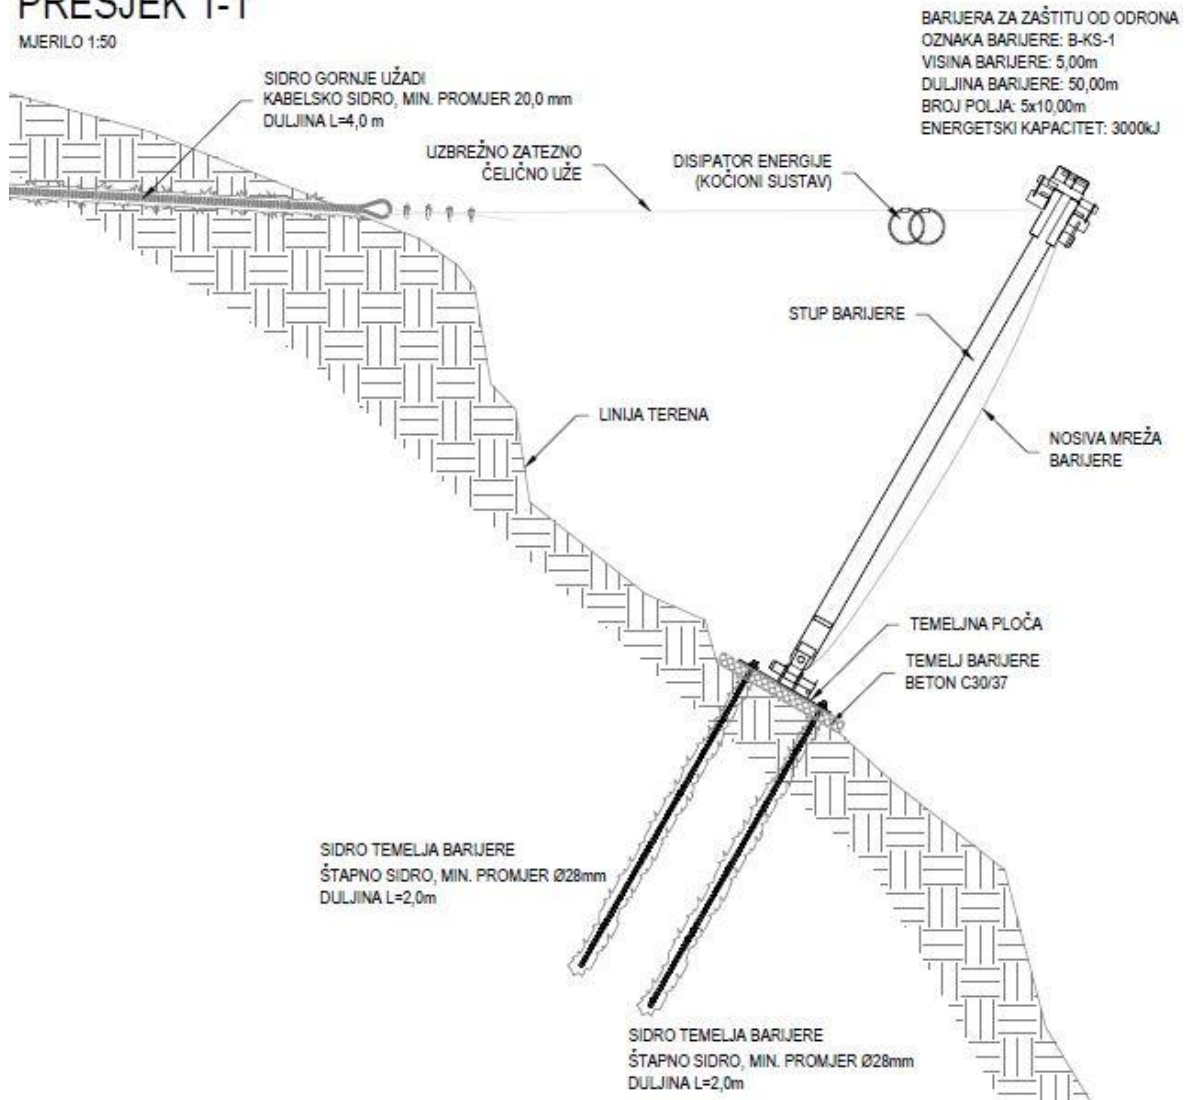 PRESJEK 1-1
MJERILO 1:50
BARIJERA ZA ZAŠTITU OD ODRONA
OZNAKA BARIJERE: B-KS-1
VISINA BARIJERE: 5,00m
DULJINA BARIJERE: 50,00m
BROJ POLJA: 5x10,00m
ENERGETSKI KAPACITET: 3000kJ
SIDRO GORNJE UŽADI
KABELSKO SIDRO, MIN. PROMJER 20,0 mm
DULJINA L=4,0 m
UZBREŽNO ZATEZNO
ČELIČNO UŽE
DISIPATOR ENERGIJE
(KOČIONI SUSTAV)
STUP BARIJERE
LINIJA TERENA
NOSIVA MREŽA
BARIJERE
TEMELJNA PLOČA
TEMELJ BARIJERE
BETON C30/37
SIDRO TEMELJA BARIJERE
ŠTAPNO SIDRO, MIN. PROMJER Ø28mm
DULJINA L=2,0m
SIDRO TEMELJA BARIJERE
ŠTAPNO SIDRO, MIN. PROMJER Ø28mm
DULJINA L=2,0m